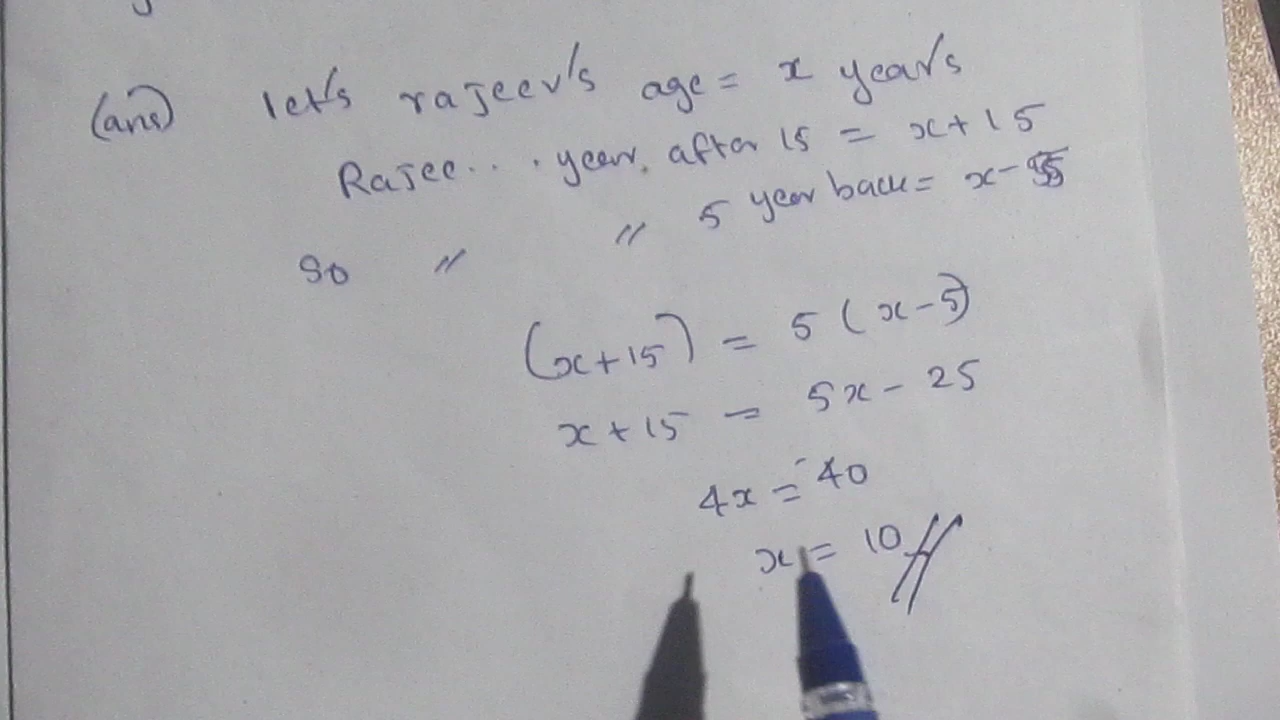 (ans) let's rajeev's age = x years
Rajee... year. after 15 = x+15
so " " 5 year back = x-5
(x+15) = 5 (x-5)
x+15 = 5x-25
4x = 40
x = 10